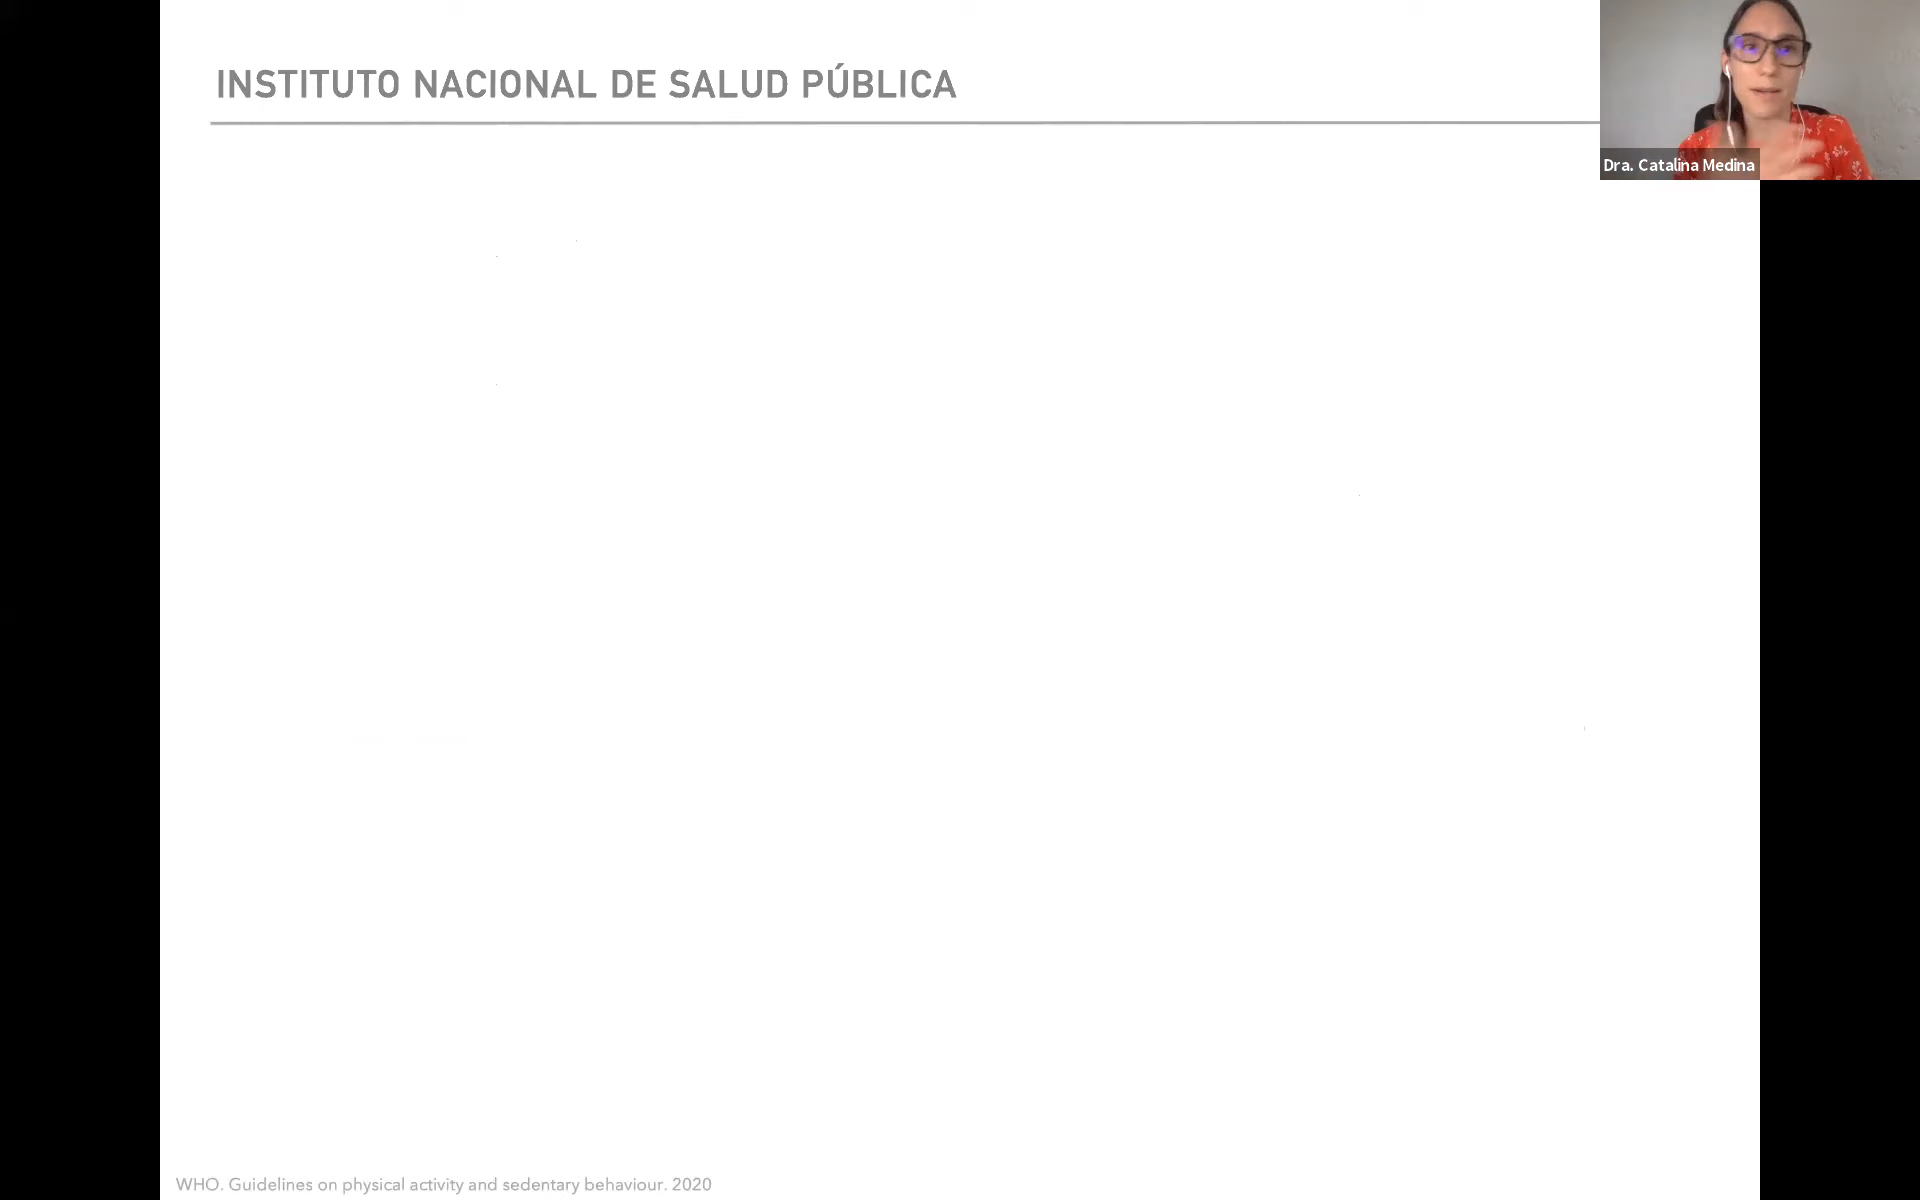 INSTITUTO NACIONAL DE SALUD PÚBLICA
Dra. Catalina Medina
WHO. Guidelines on physical activity and sedentary behaviour. 2020